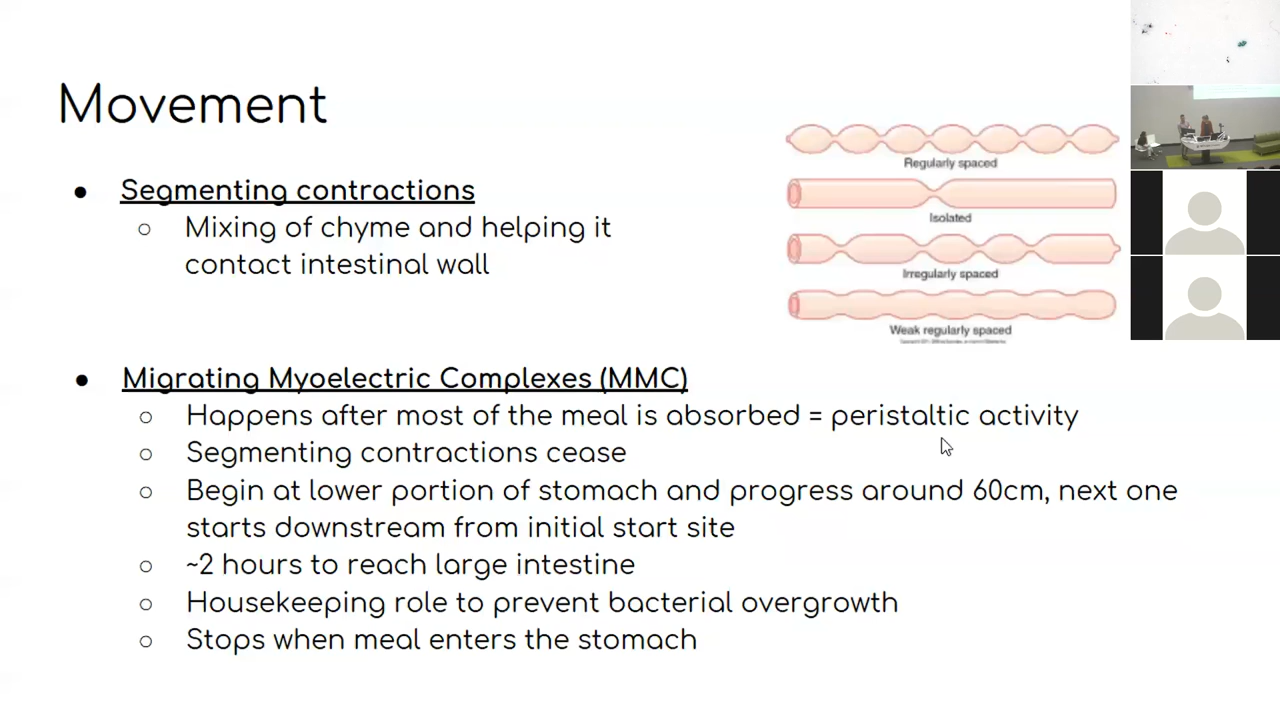 Movement
● Segmenting contractions
○ Mixing of chyme and helping it
contact intestinal wall
Regularly spaced
Isolated
Irregularly spaced
Weak regularly spaced
● Migrating Myoelectric Complexes (MMC)
○ Happens after most of the meal is absorbed = peristaltic activity
○ Segmenting contractions cease
○ Begin at lower portion of stomach and progress around 60cm, next one
starts downstream from initial start site
○ ~2 hours to reach large intestine
○ Housekeeping role to prevent bacterial overgrowth
○ Stops when meal enters the stomach